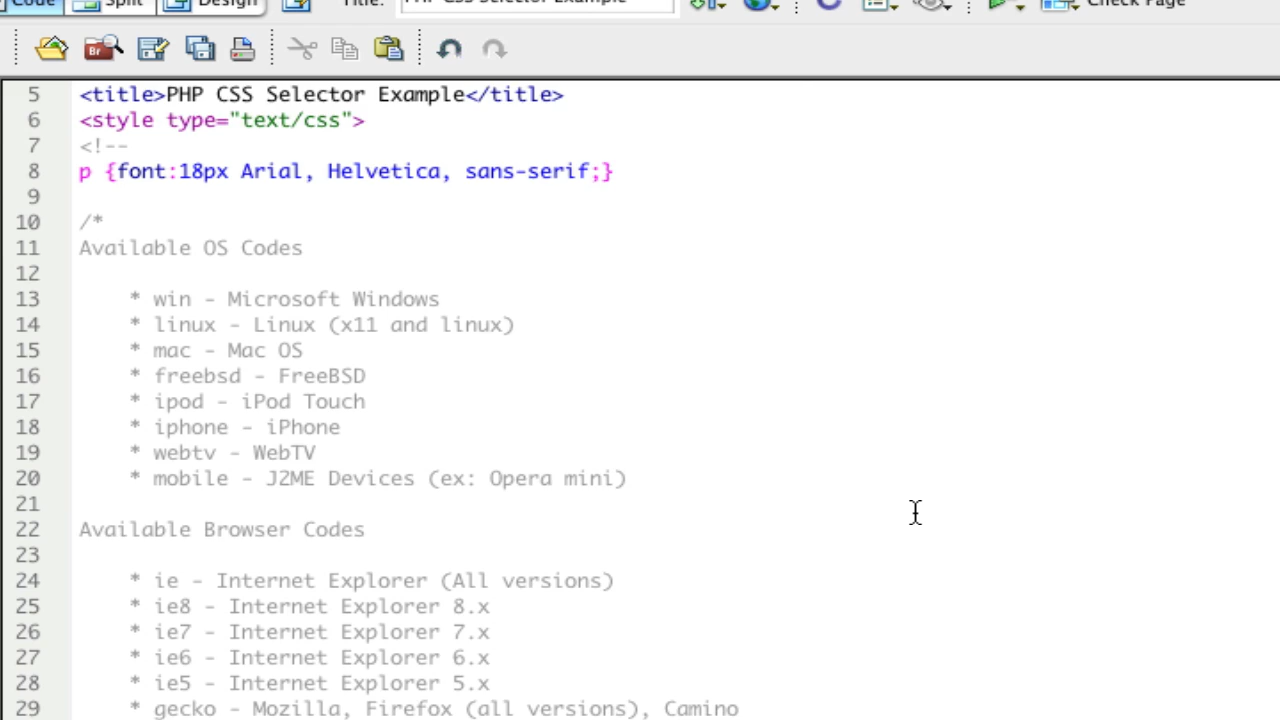 Code Split Design Title: PHP CSS Selector Example Check Page
Br
5 <title>PHP CSS Selector Example</title>
6 <style type="text/css">
7 <!--
8 p {font:18px Arial, Helvetica, sans-serif;}
9
10 /*
11 Available OS Codes
12
13 * win - Microsoft Windows
14 * linux - Linux (x11 and linux)
15 * mac - Mac OS
16 * freebsd - FreeBSD
17 * ipod - iPod Touch
18 * iphone - iPhone
19 * webtv - WebTV
20 * mobile - J2ME Devices (ex: Opera mini)
21
22 Available Browser Codes
23
24 * ie - Internet Explorer (All versions)
25 * ie8 - Internet Explorer 8.x
26 * ie7 - Internet Explorer 7.x
27 * ie6 - Internet Explorer 6.x
28 * ie5 - Internet Explorer 5.x
29 * gecko - Mozilla, Firefox (all versions), Camino